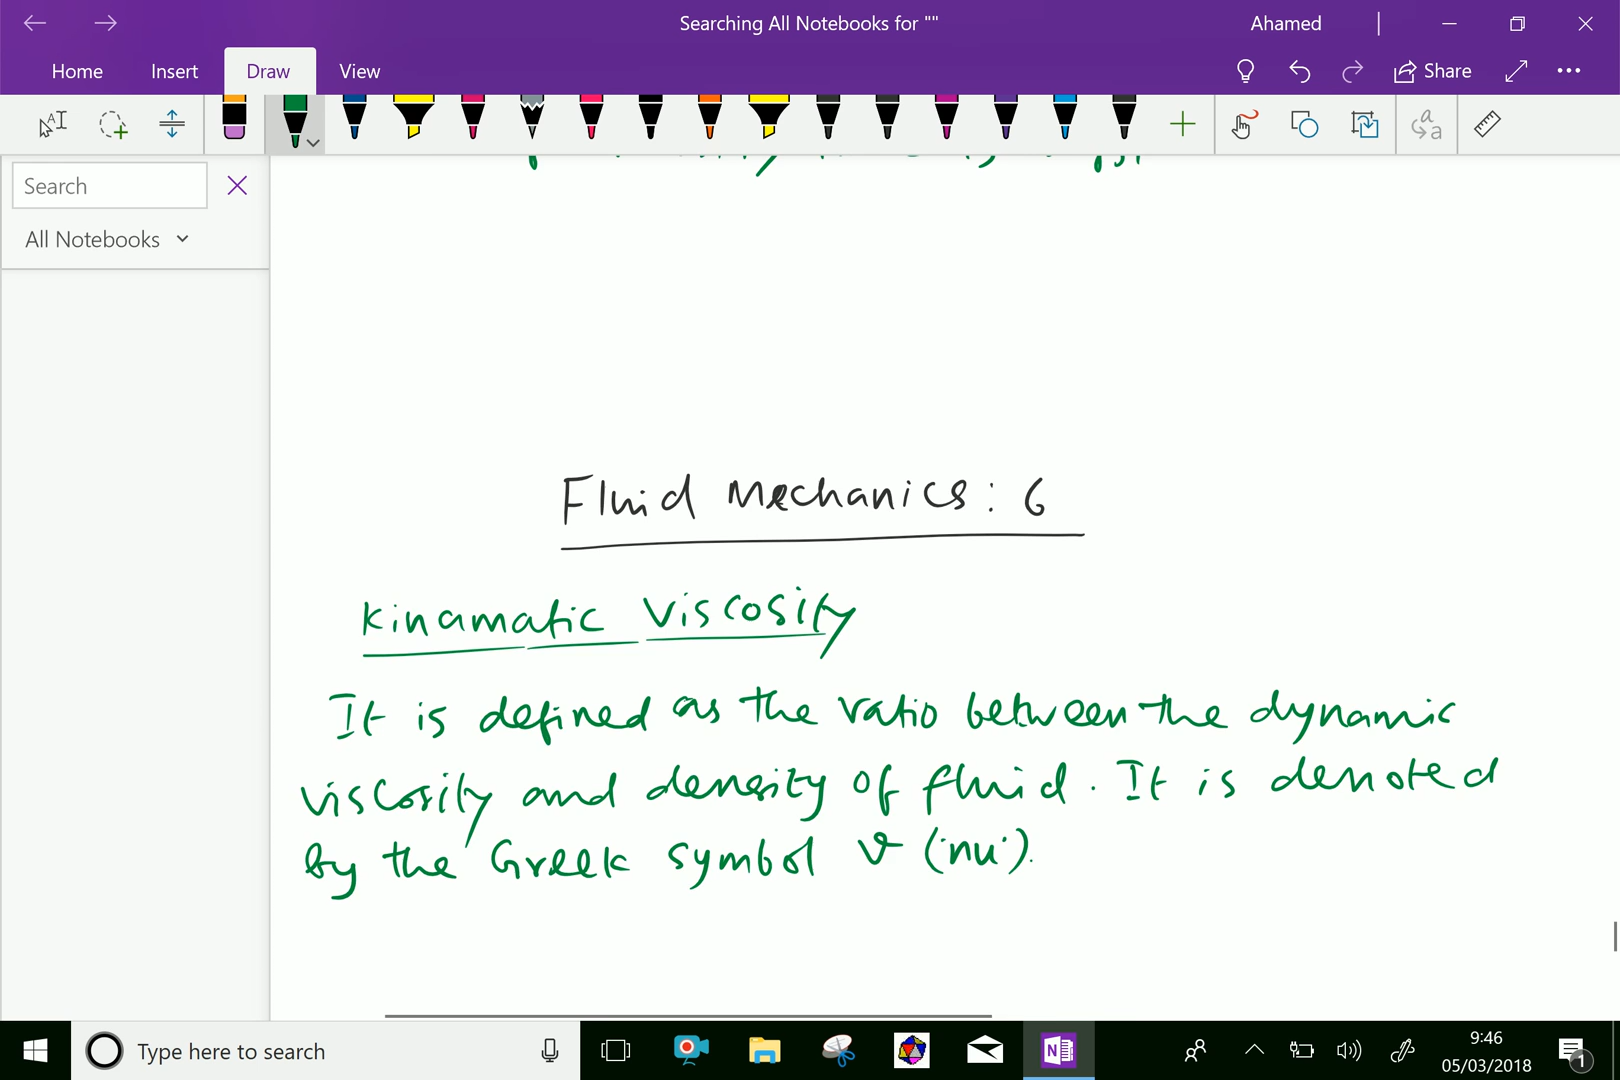 Searching All Notebooks for ""
Ahamed
Home Insert Draw View
Share
Search
All Notebooks
Fluid Mechanics: 6
Kinamatic Viscosity
It is defined as the ratio between the dynamic
viscosity and density of fluid. It is denoted
by the Greek symbol ν (nu).
Type here to search
9:46
05/03/2018
1